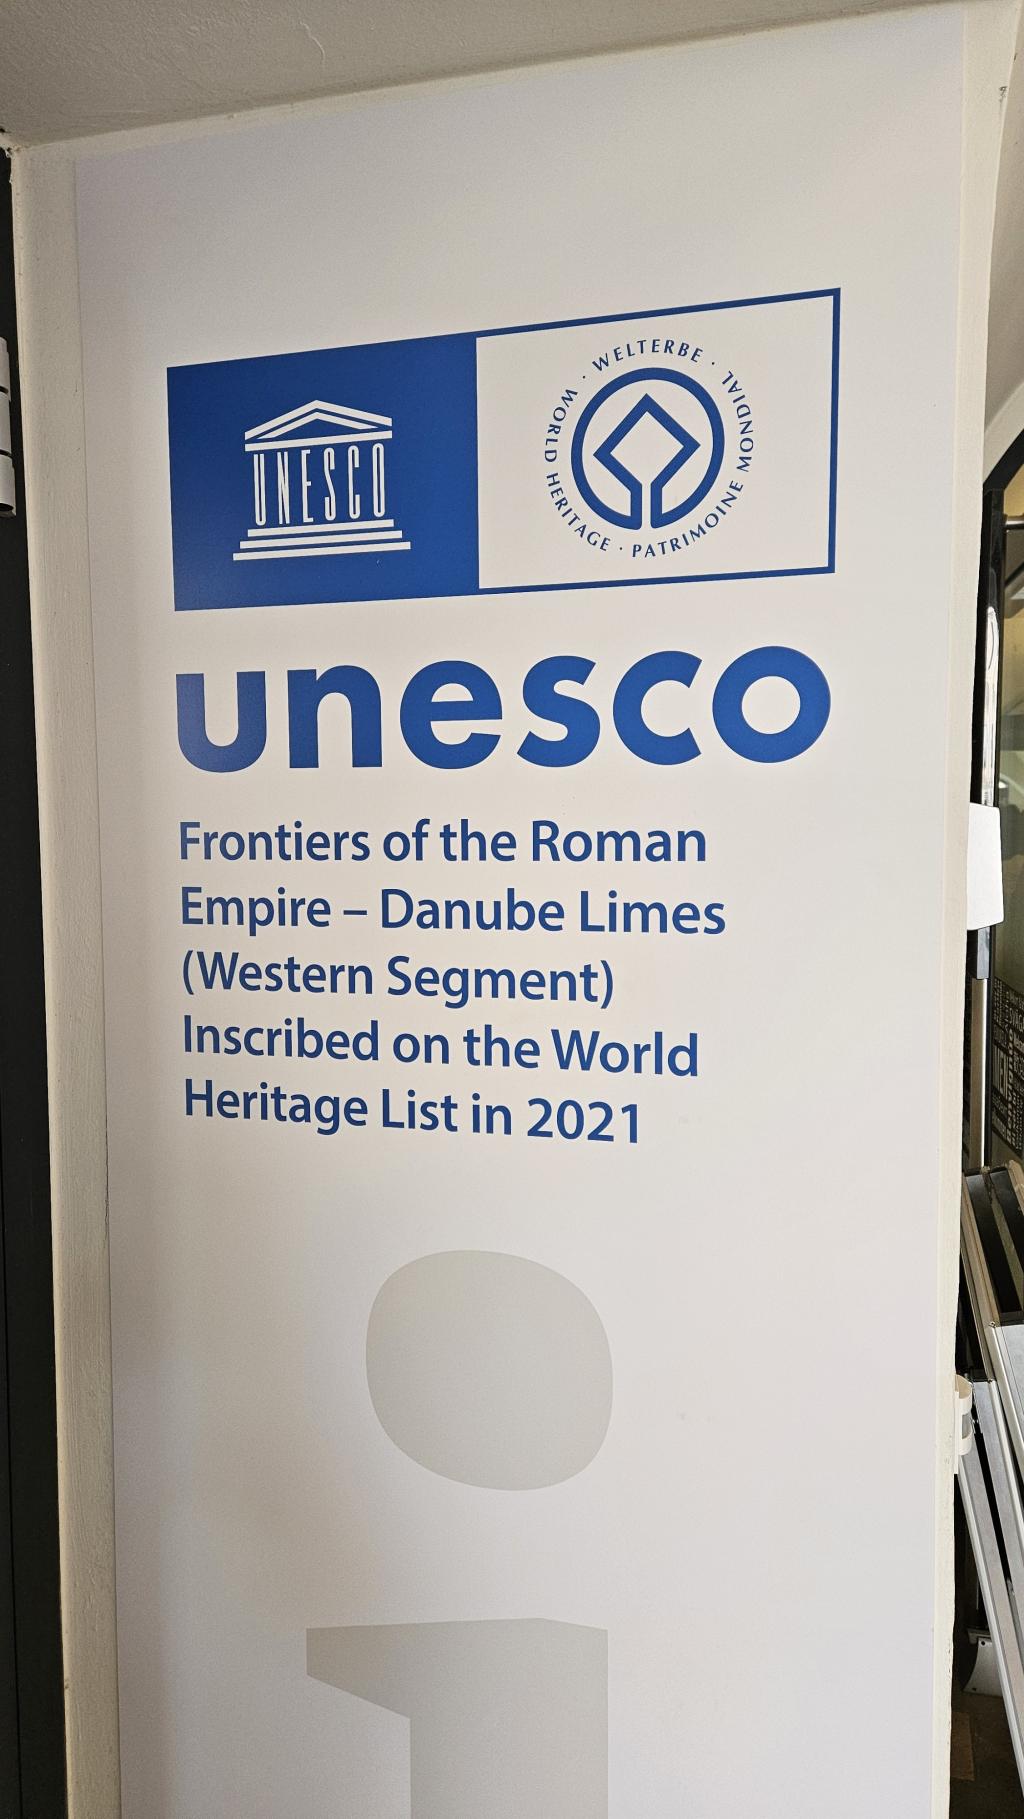 UNESCO
· WELTERBE ·
WORLD HERITAGE · PATRIMOINE MONDIAL
unesco
Frontiers of the Roman
Empire – Danube Limes
(Western Segment)
Inscribed on the World
Heritage List in 2021
i